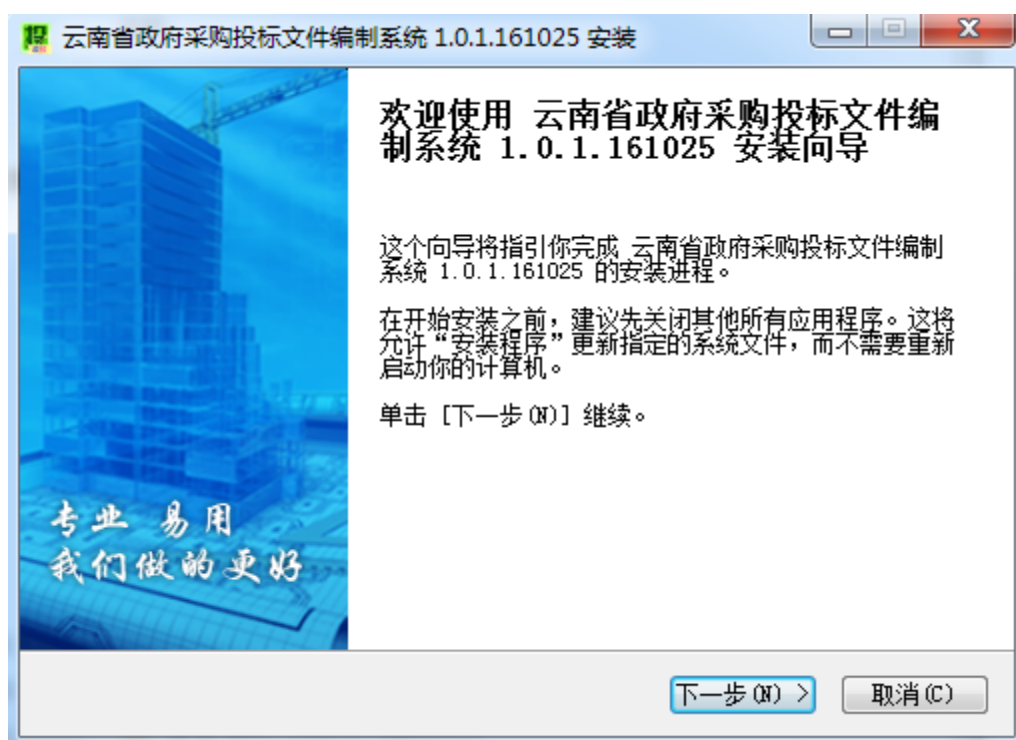 云南省政府采购投标文件编制系统 1.0.1.161025 安装
欢迎使用 云南省政府采购投标文件编
制系统 1.0.1.161025 安装向导
这个向导将指引你完成 云南省政府采购投标文件编制
系统 1.0.1.161025 的安装进程。
在开始安装之前，建议先关闭其他所有应用程序。这将
允许“安装程序”更新指定的系统文件，而不需要重新
启动你的计算机。
单击 [下一步(N)] 继续。
专业 易用
我们做的更好
下一步(N) >
取消(C)